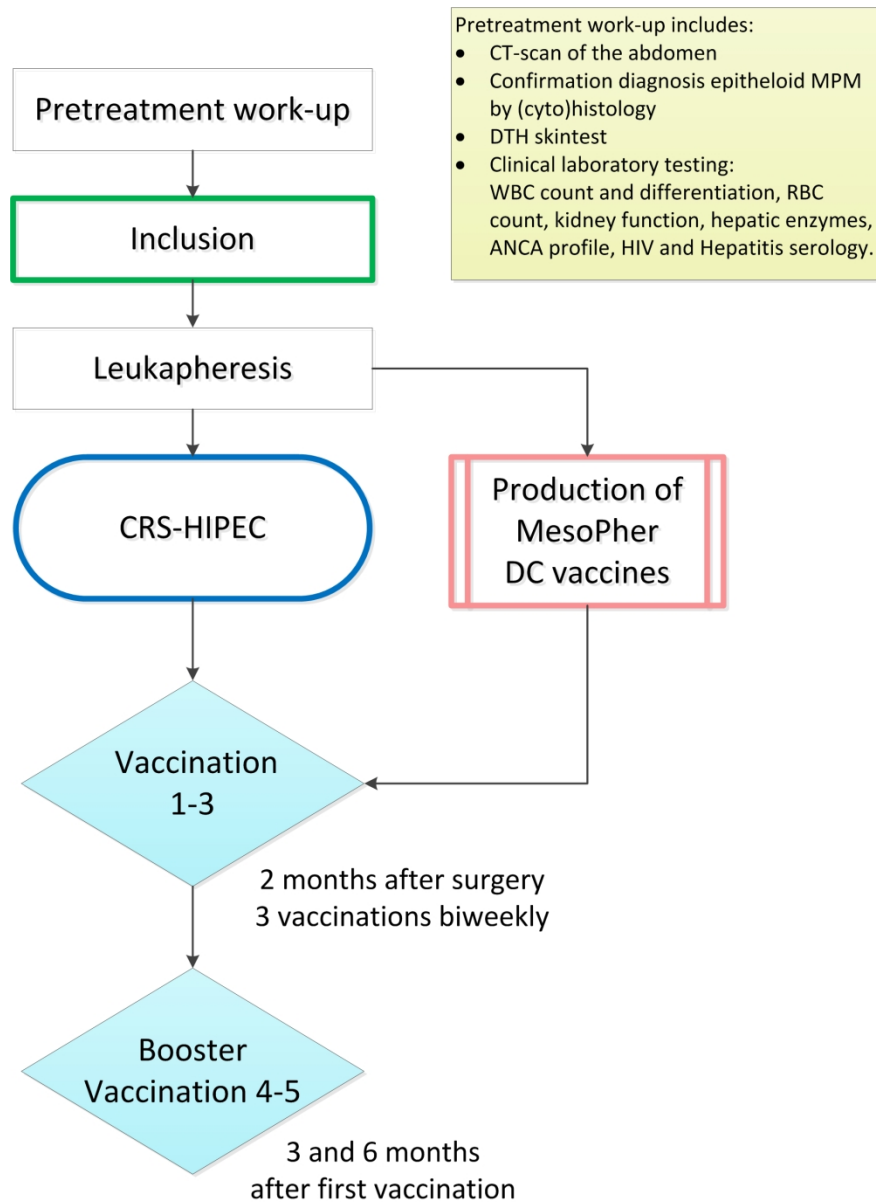 Pretreatment work-up includes:
• CT-scan of the abdomen
• Confirmation diagnosis epitheloid MPM
by (cyto)histology
• DTH skintest
• Clinical laboratory testing:
WBC count and differentiation, RBC
count, kidney function, hepatic enzymes,
ANCA profile, HIV and Hepatitis serology.
Pretreatment work-up
Inclusion
Leukapheresis
CRS-HIPEC
Production of
MesoPher
DC vaccines
Vaccination
1-3
2 months after surgery
3 vaccinations biweekly
Booster
Vaccination 4-5
3 and 6 months
after first vaccination